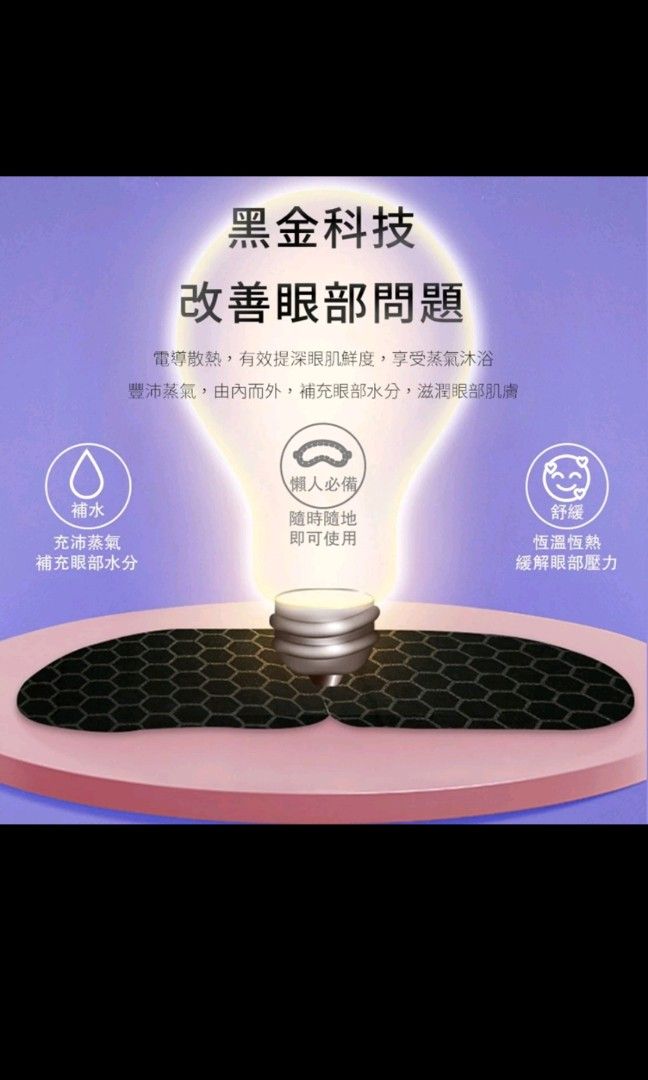 黑金科技
改善眼部問題
電導散熱，有效提深眼肌鮮度，享受蒸氣沐浴
豐沛蒸氣，由內而外，補充眼部水分，滋潤眼部肌膚
補水
充沛蒸氣
補充眼部水分
懶人必備
隨時隨地
即可使用
舒緩
恆溫恆熱
緩解眼部壓力